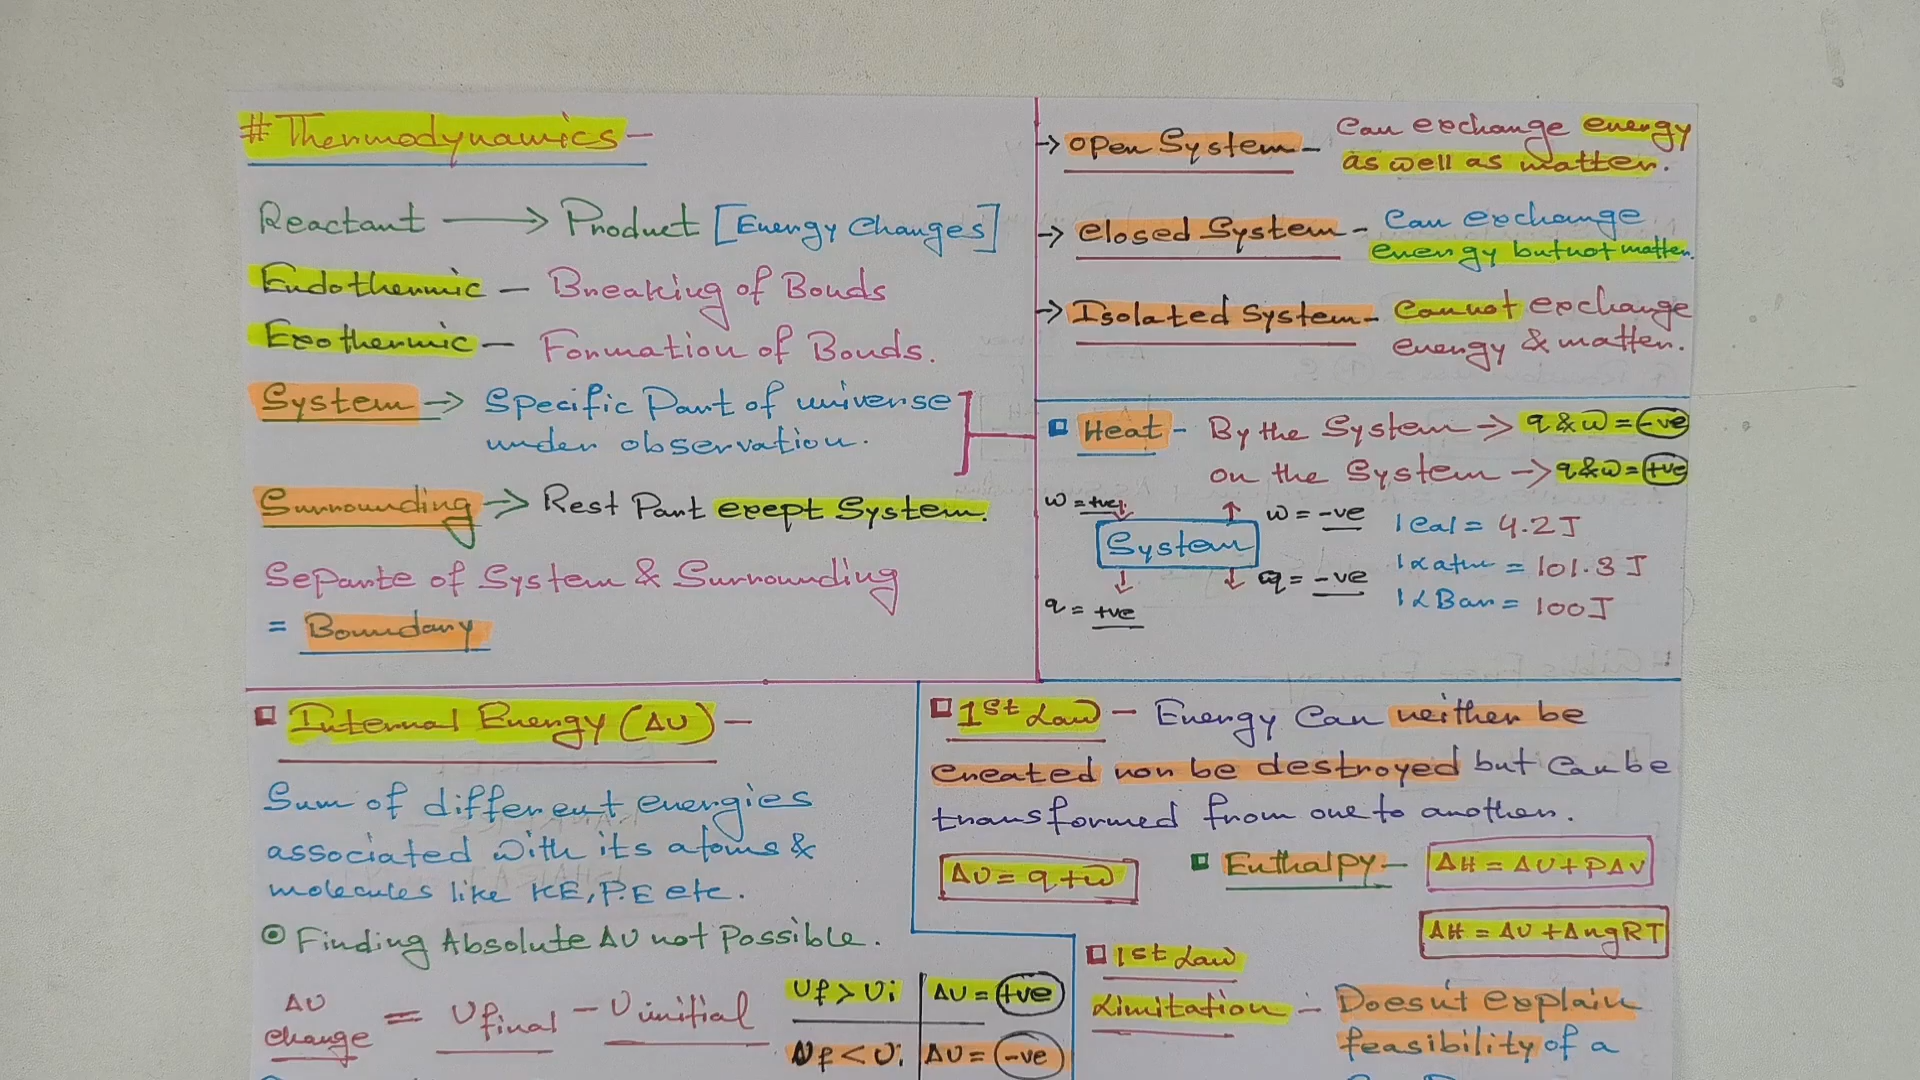 # Thermodynamics -
Reactant → Product [Energy Changes]
Endothermic - Breaking of Bonds
Exothermic - Formation of Bonds.
System → Specific Part of universe
under observation.
Surrounding → Rest Part exept System.
Separate of System & Surrounding
= Boundary
→ Open System - Can exchange energy
as well as matter.
→ Closed System - Can exchange
energy but not matter.
→ Isolated System - Cannot exchange
energy & matter.
Heat - By the System → q & w = -ve
on the System → q & w = +ve
w = +ve
w = -ve
System
q = -ve
q = +ve
1 Cal = 4.2 J
1 L atm = 101.3 J
1 L Bar = 100 J
Internal Energy (ΔU) -
Sum of different energies
associated with its atoms &
molecules like KE, P.E etc.
Finding Absolute ΔU not Possible.
ΔU change = U final - U initial
Uf > Ui | ΔU = +ve
Uf < Ui | ΔU = -ve
1st Law - Energy Can neither be
created nor be destroyed but can be
transformed from one to another.
ΔU = q + w
Enthalpy - ΔH = ΔU + PΔV
ΔH = ΔU + ΔngRT
1st Law
Limitation - Doesn't explain
feasibility of a